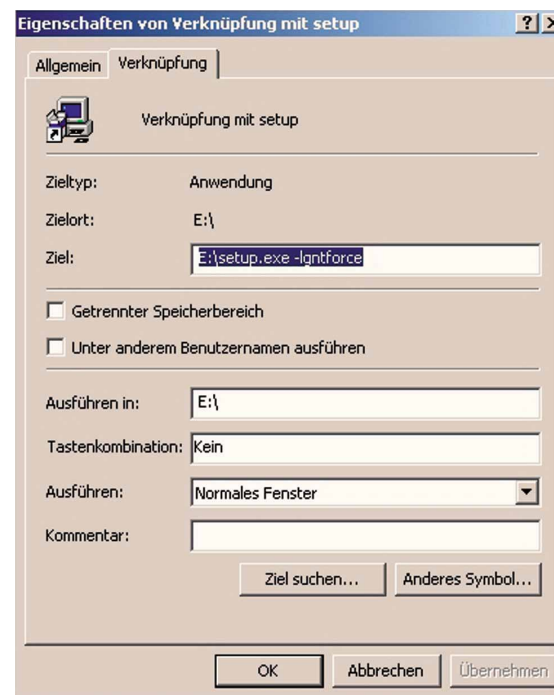 Eigenschaften von Verknüpfung mit setup
Allgemein Verknüpfung
Verknüpfung mit setup
Zieltyp: Anwendung
Zielort: E:\
Ziel: E:\setup.exe -lgntforce
Getrennter Speicherbereich
Unter anderem Benutzernamen ausführen
Ausführen in: E:\
Tastenkombination: Kein
Ausführen: Normales Fenster
Kommentar:
Ziel suchen... Anderes Symbol...
OK Abbrechen Übernehmen